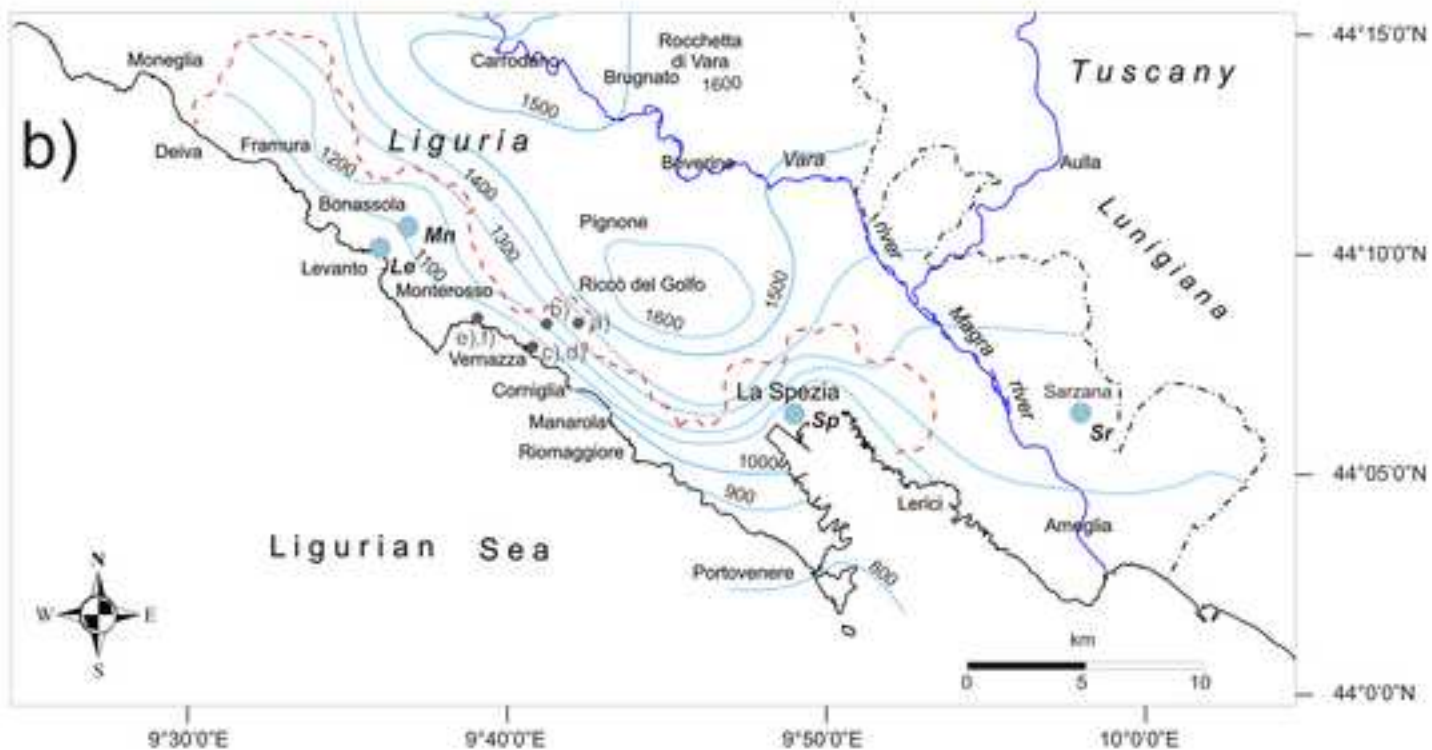 b)
Moneglia
Deiva
Framura
Bonassola
Levanto
Le
Mn
Monterosso
e),f)
Vernazza
c),d)
b)
a)
Corniglia
Manarola
Riomaggiore
Portovenere
Liguria
Carrodano
Brugnato
Rocchetta
di Vara
1600
1500
1200
1400
1300
1100
Beverino
Vara
river
Pignone
Ricoò del Golfo
1600
1500
Tuscany
Aulla
Lunigiana
Magra
river
La Spezia
Sp
Sarzana
Sr
1000
900
Lerici
Ameglia
800
Ligurian Sea
N
W
E
S
km
0
5
10
44°15'0"N
44°10'0"N
44°05'0"N
44°0'0"N
9°30'0"E
9°40'0"E
9°50'0"E
10°0'0"E